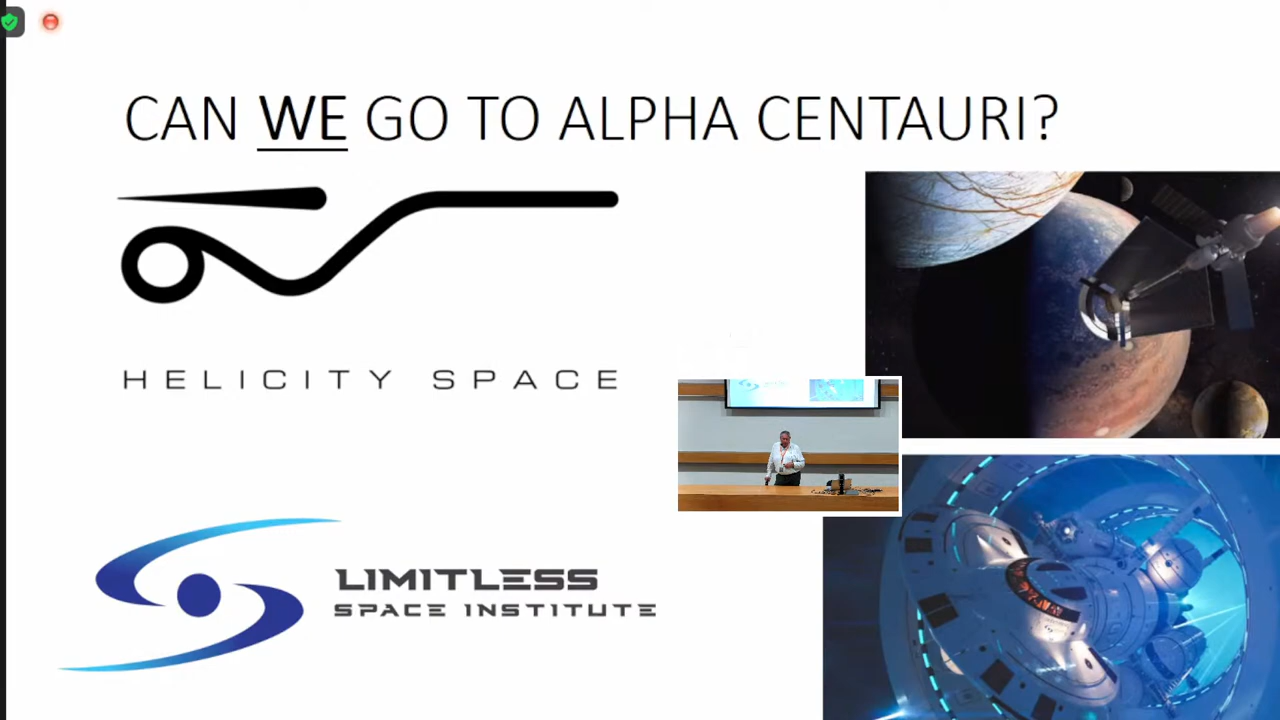 CAN WE GO TO ALPHA CENTAURI?
HELICITY SPACE
LIMITLESS
SPACE INSTITUTE